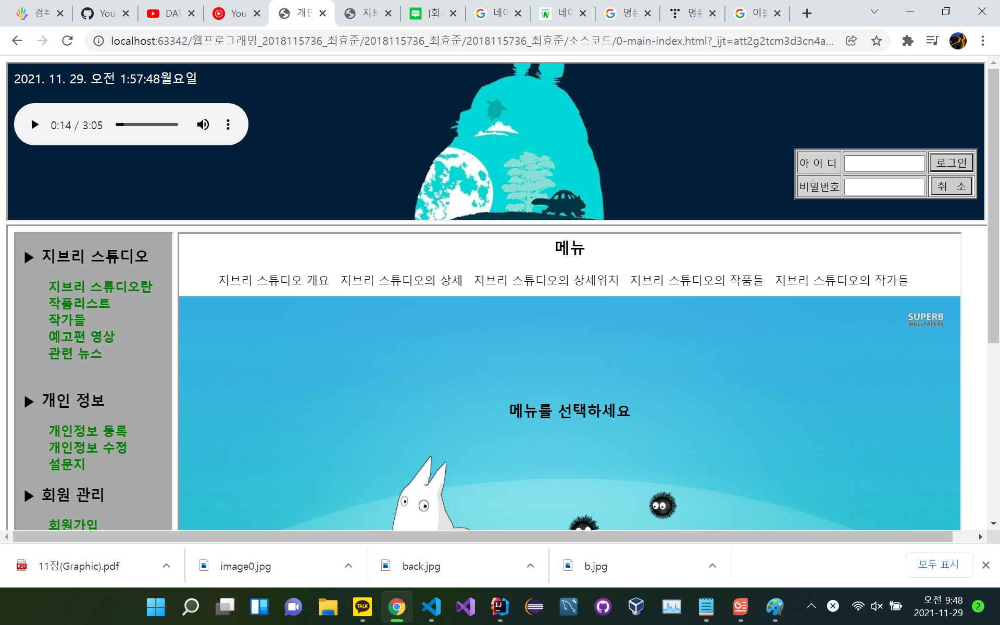 경북
You
DAT
You
개인
지브
[회사
네이
네이
명품
명품
이클
localhost:63342/웹프로그래밍_2018115736_최효준/2018115736_최효준/2018115736_최효준/소스코드/0-main-index.html?_ijt=att2g2tcm3d3cn4a...
2021. 11. 29. 오전 1:57:48월요일
0:14 / 3:05
아 이 디
로그인
비밀번호
취 소
지브리 스튜디오
지브리 스튜디오란
작품리스트
작가들
예고편 영상
관련 뉴스
개인 정보
개인정보 등록
개인정보 수정
설문지
회원 관리
회원가입
메뉴
지브리 스튜디오 개요 지브리 스튜디오의 상세 지브리 스튜디오의 상세위치 지브리 스튜디오의 작품들 지브리 스튜디오의 작가들
SUPERB
WALLPAPERS
메뉴를 선택하세요
PDF
11장(Graphic).pdf
image0.jpg
back.jpg
b.jpg
모두 표시
TALK
IJ
오전 9:48
2021-11-29
2